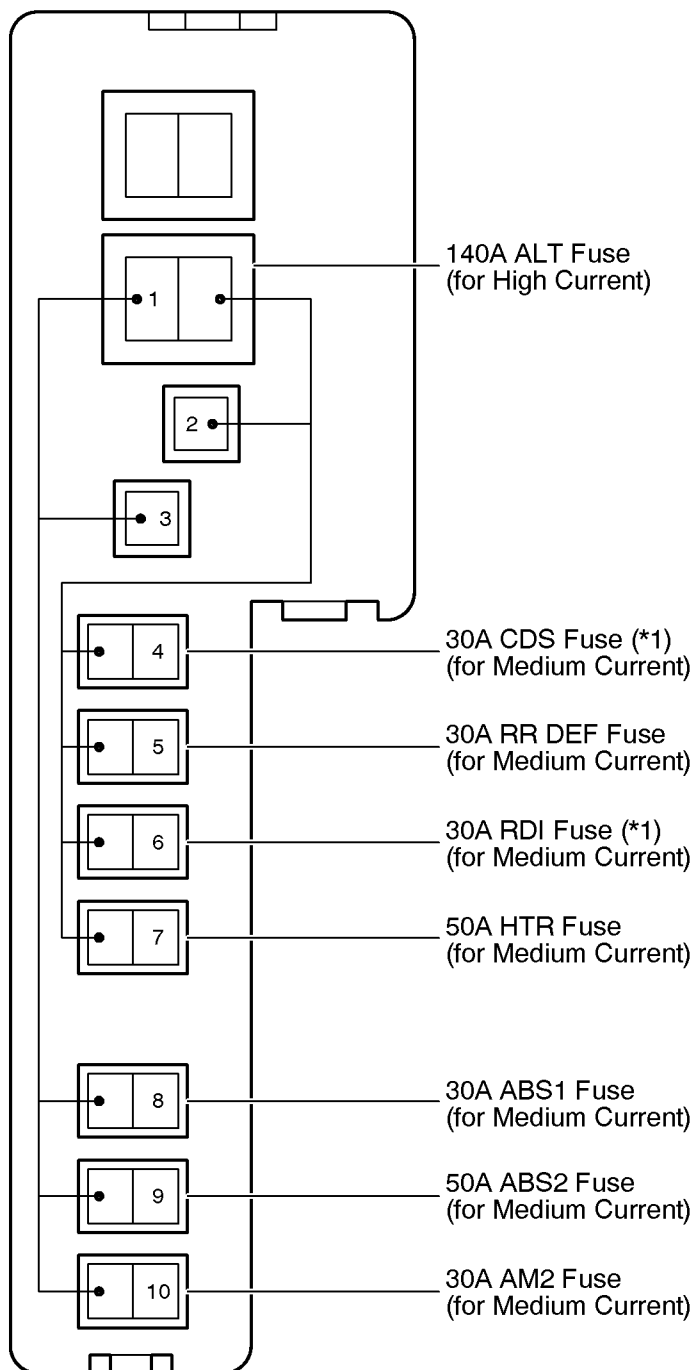 140A ALT Fuse
(for High Current)
1
2
3
4
30A CDS Fuse (*1)
(for Medium Current)
5
30A RR DEF Fuse
(for Medium Current)
6
30A RDI Fuse (*1)
(for Medium Current)
7
50A HTR Fuse
(for Medium Current)
8
30A ABS1 Fuse
(for Medium Current)
9
50A ABS2 Fuse
(for Medium Current)
10
30A AM2 Fuse
(for Medium Current)